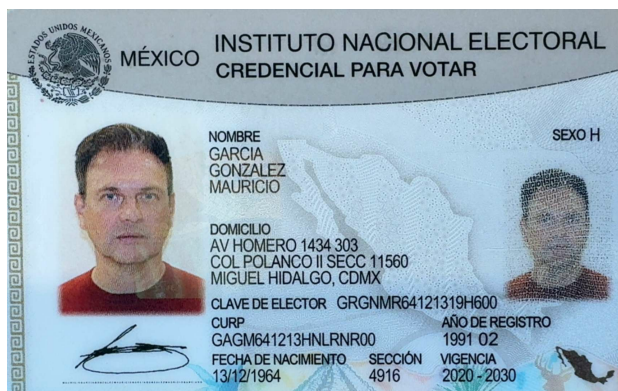 ESTADOS UNIDOS MEXICANOS
MÉXICO
INSTITUTO NACIONAL ELECTORAL
CREDENCIAL PARA VOTAR
NOMBRE
GARCIA
GONZALEZ
MAURICIO
SEXO H
DOMICILIO
AV HOMERO 1434 303
COL POLANCO II SECC 11560
MIGUEL HIDALGO, CDMX
CLAVE DE ELECTOR GRGNMR64121319H600
CURP
GAGM641213HNLRNR00
AÑO DE REGISTRO
1991 02
FECHA DE NACIMIENTO
13/12/1964
SECCIÓN
4916
VIGENCIA
2020 - 2030